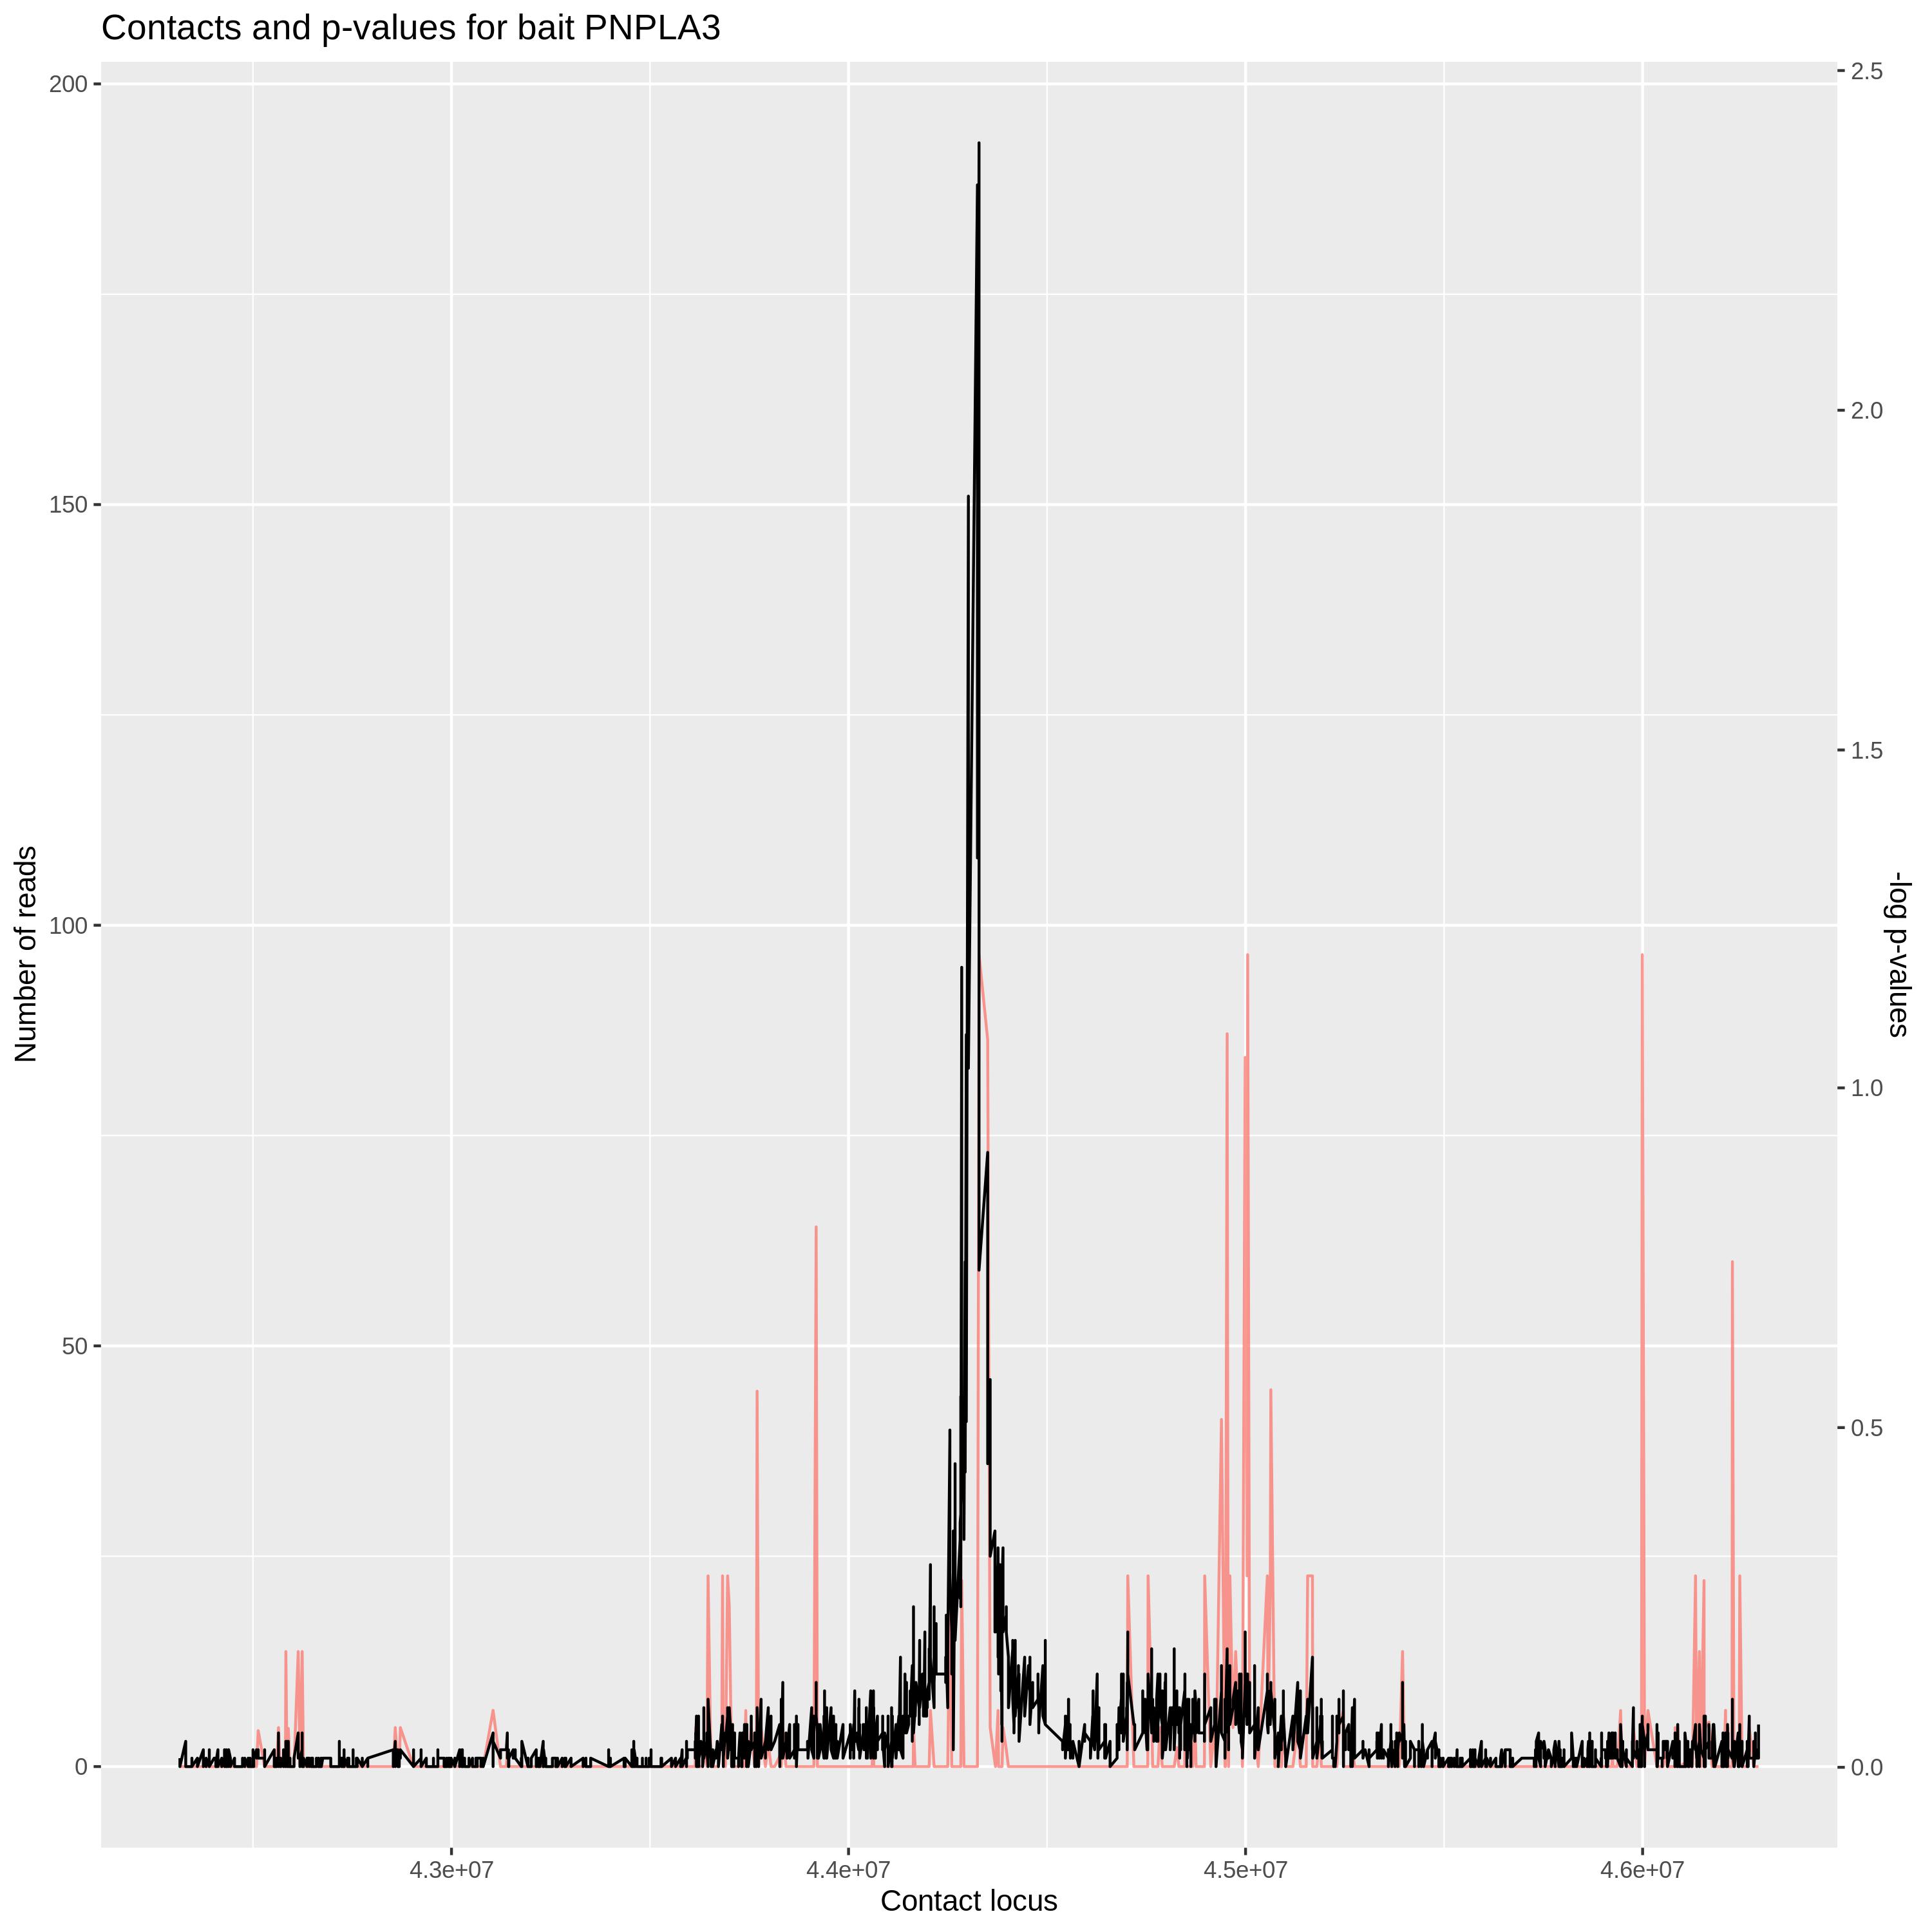 Contacts and p-values for bait PNPLA3
200
150
100
50
0
Number of reads
2.5
2.0
1.5
1.0
0.5
0.0
-log p-values
4.3e+07 4.4e+07 4.5e+07 4.6e+07
Contact locus